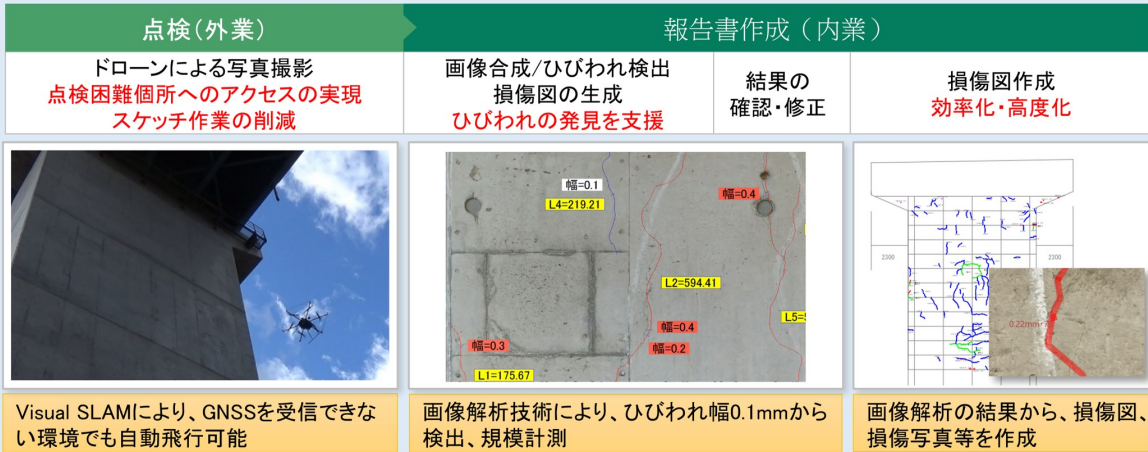 点検(外業)
報告書作成(内業)
ドローンによる写真撮影
点検困難個所へのアクセスの実現
スケッチ作業の削減
画像合成/ひびわれ検出
損傷図の生成
ひびわれの発見を支援
結果の
確認・修正
損傷図作成
効率化・高度化
幅=0.1
L4=219.21
幅=0.4
L2=594.41
幅=0.4
幅=0.2
幅=0.3
L1=175.67
2300
2300
Visual SLAMにより、GNSSを受信できな
い環境でも自動飛行可能
画像解析技術により、ひびわれ幅0.1mmから
検出、規模計測
画像解析の結果から、損傷図、
損傷写真等を作成